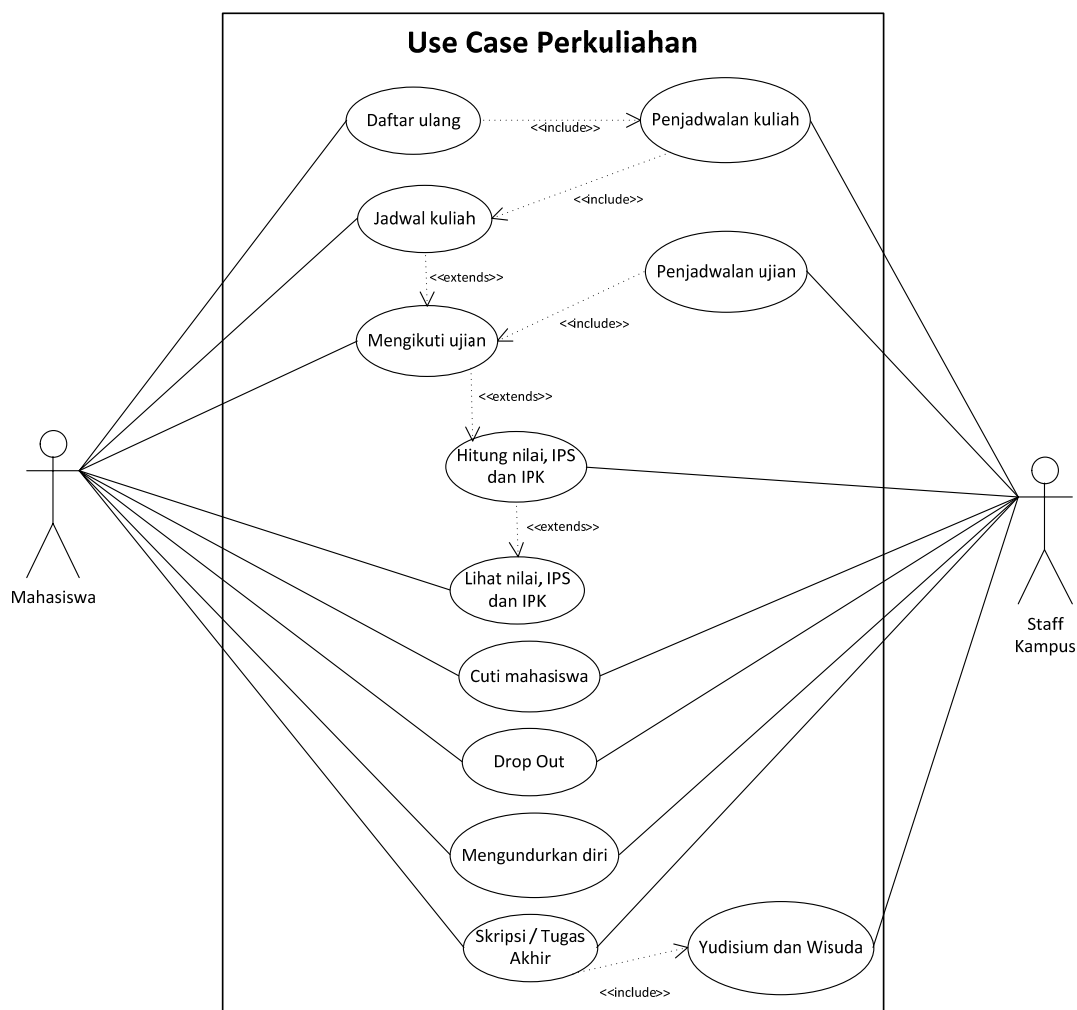 Use Case Perkuliahan
Daftar ulang
<<include>>
Penjadwalan kuliah
<<include>>
Jadwal kuliah
<<extends>>
Penjadwalan ujian
<<include>>
Mengikuti ujian
<<extends>>
Hitung nilai, IPS
dan IPK
<<extends>>
Lihat nilai, IPS
dan IPK
Mahasiswa
Staff
Kampus
Cuti mahasiswa
Drop Out
Mengundurkan diri
Skripsi / Tugas
Akhir
Yudisium dan Wisuda
<<include>>